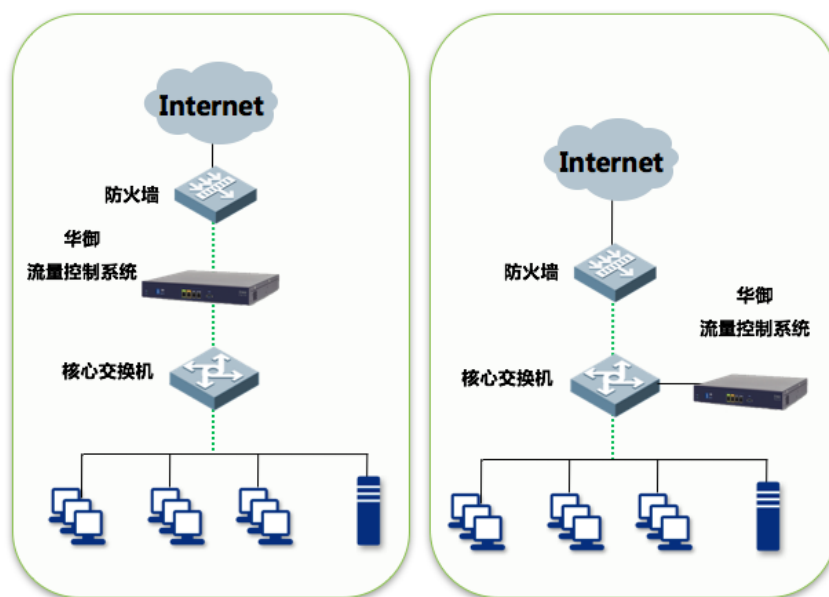 Internet
防火墙
华御
流量控制系统
核心交换机
Internet
防火墙
华御
流量控制系统
核心交换机